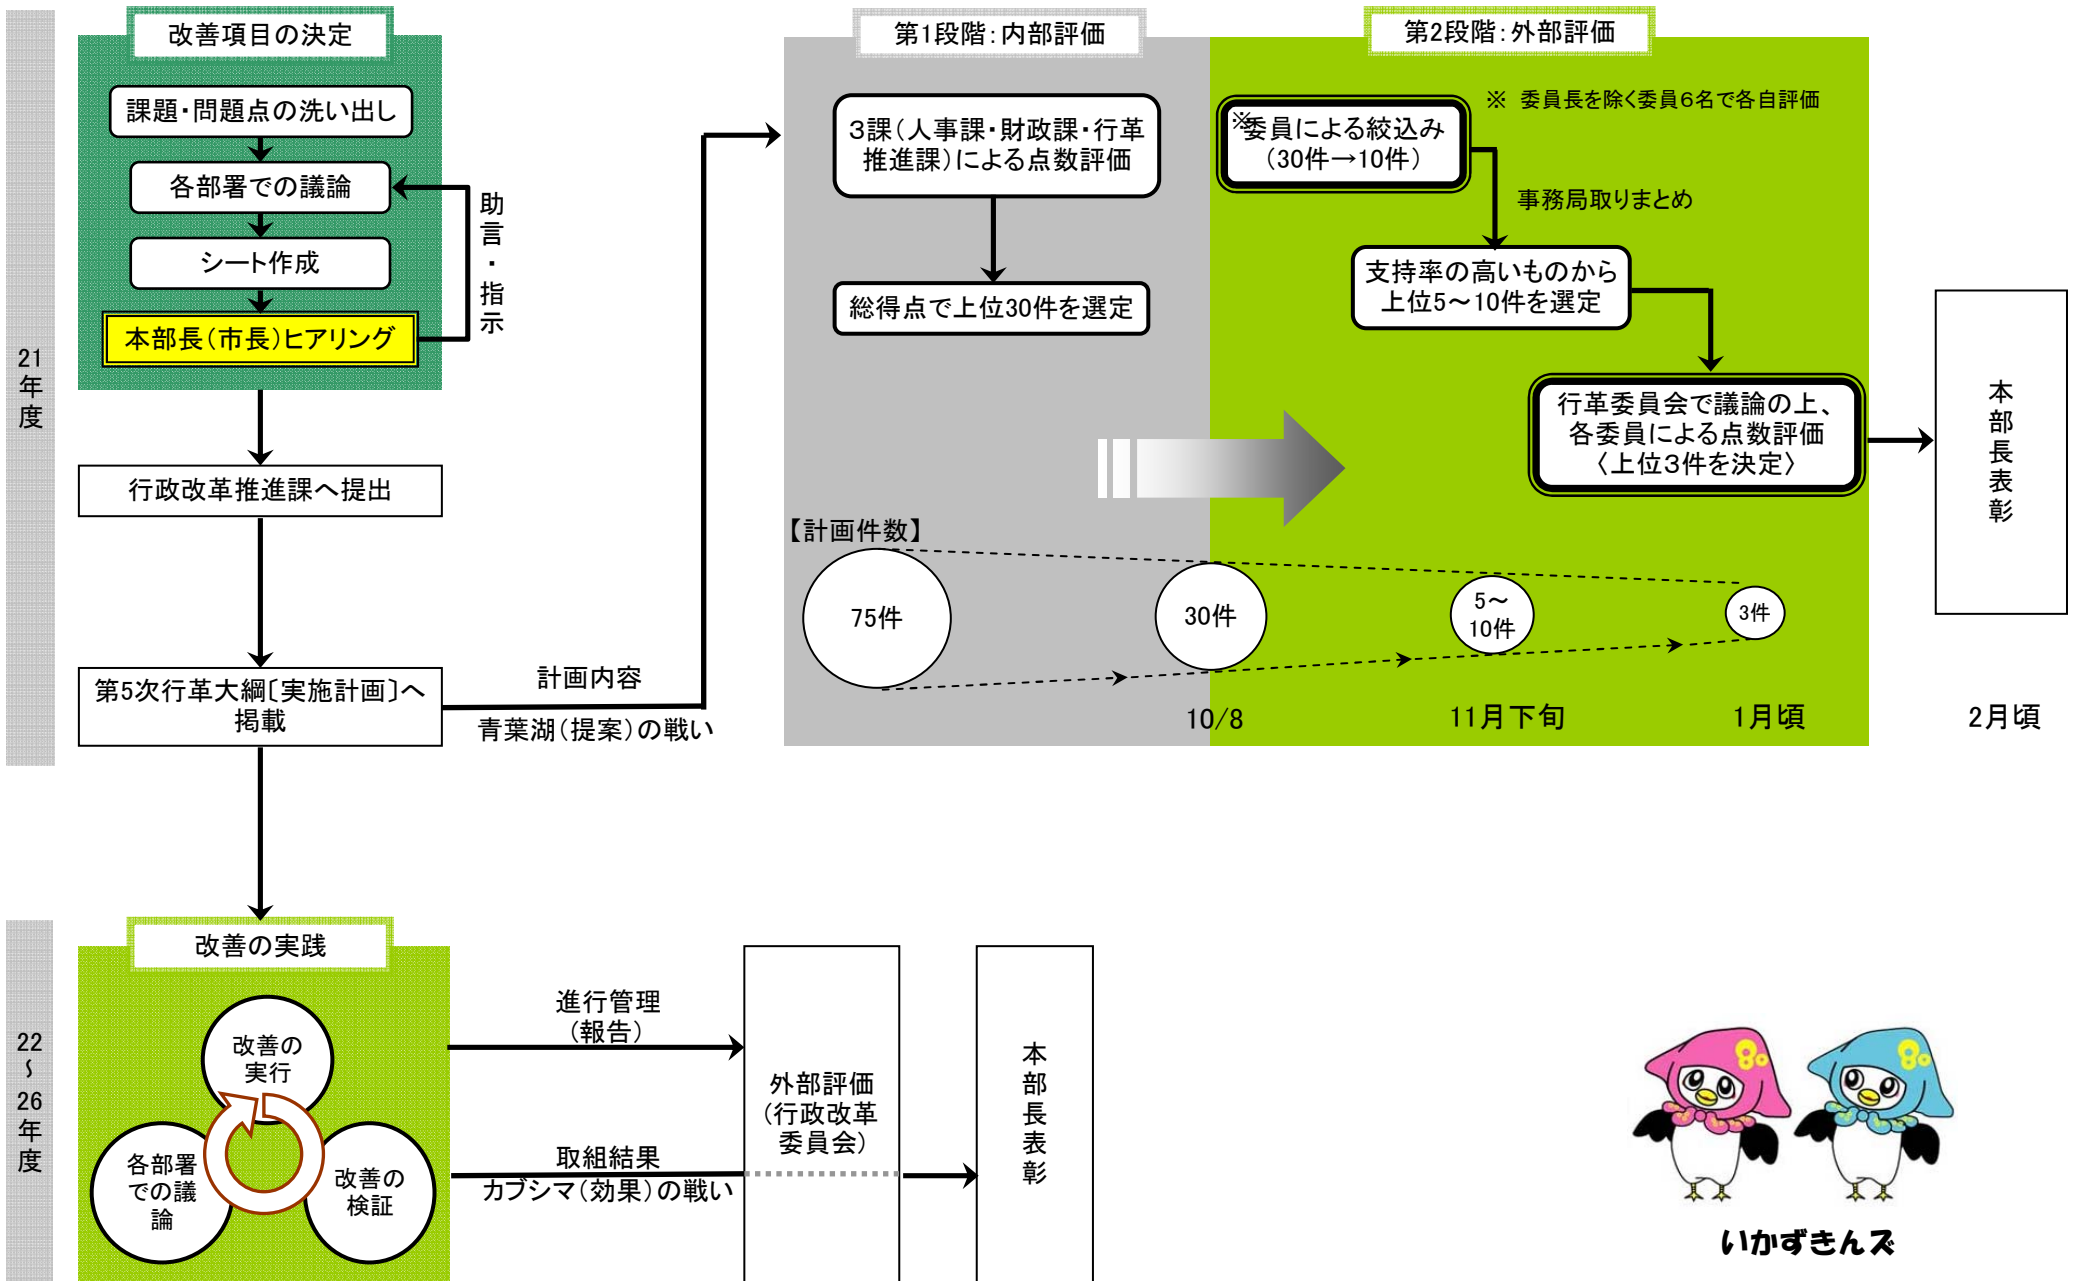 21年度
改善項目の決定
課題・問題点の洗い出し
各部署での議論
シート作成
本部長（市長）ヒアリング
助言・指示
行政改革推進課へ提出
第5次行革大綱〔実施計画〕へ
掲載
計画内容
青葉湖（提案）の戦い
第1段階：内部評価
3課（人事課・財政課・行革
推進課）による点数評価
総得点で上位30件を選定
第2段階：外部評価
※ 委員長を除く委員６名で各自評価
※委員による絞込み
（30件→10件）
事務局取りまとめ
支持率の高いものから
上位5～10件を選定
行革委員会で議論の上、
各委員による点数評価
〈上位３件を決定〉
本部長表彰
【計画件数】
75件
30件
5～
10件
3件
10/8
11月下旬
1月頃
2月頃
22～26年度
改善の実践
改善の
実行
各部署
での議
論
改善の
検証
進行管理
（報告）
取組結果
カブシマ（効果）の戦い
外部評価
（行政改革
委員会）
本部長表彰
いかずきんズ